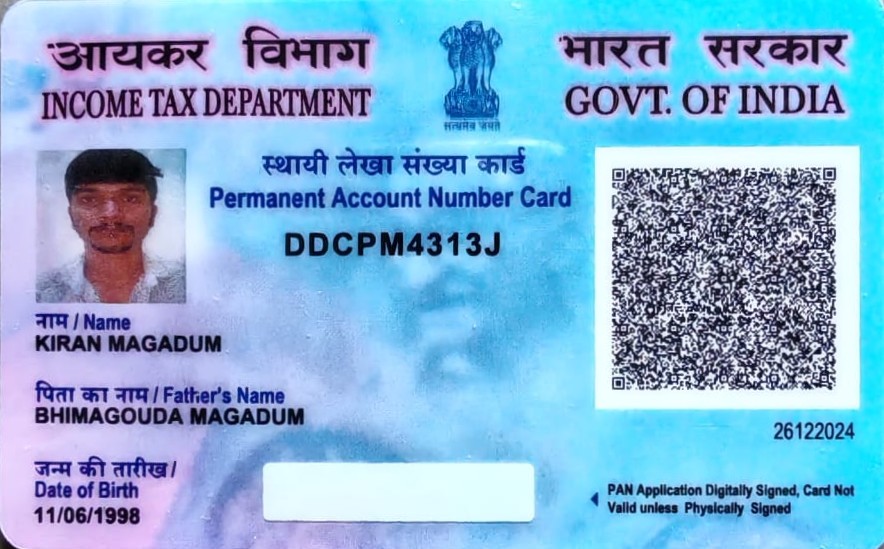 आयकर विभाग
INCOME TAX DEPARTMENT
सत्यमेव जयते
भारत सरकार
GOVT. OF INDIA
स्थायी लेखा संख्या कार्ड
Permanent Account Number Card
DDCPM4313J
नाम / Name
KIRAN MAGADUM
पिता का नाम / Father's Name
BHIMAGOUDA MAGADUM
जन्म की तारीख /
Date of Birth
11/06/1998
26122024
PAN Application Digitally Signed, Card Not
Valid unless Physically Signed